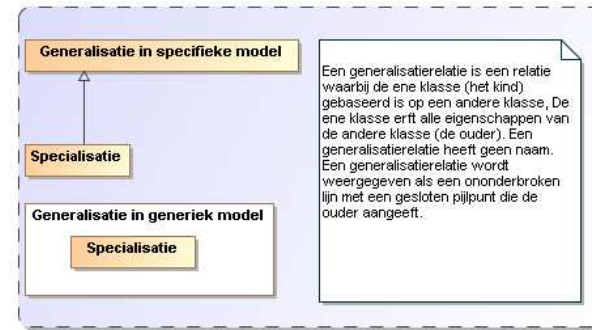 Generalisatie in specifieke model
Specialisatie
Generalisatie in generiek model
Specialisatie
Een generalisatierelatie is een relatie
waarbij de ene klasse (het kind)
gebaseerd is op een andere klasse, De
ene klasse erft alle eigenschappen van
de andere klasse (de ouder). Een
generalisatierelatie heeft geen naam.
Een generalisatierelatie wordt
weergegeven als een ononderbroken
lijn met een gesloten pijlpunt die de
ouder aangeeft.